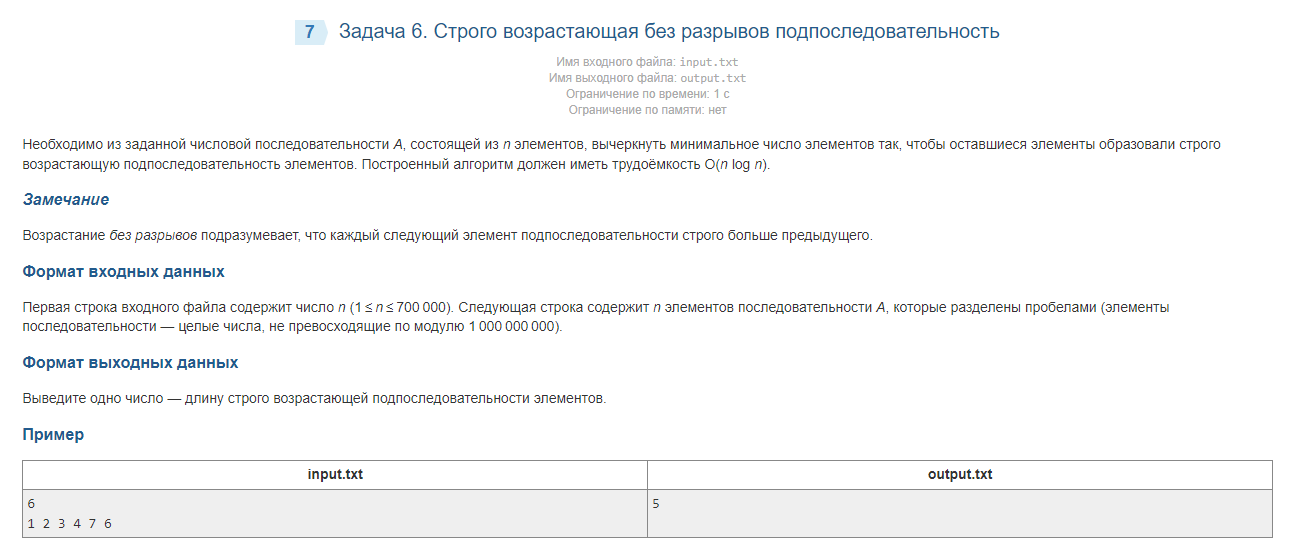 7 Задача 6. Строго возрастающая без разрывов подпоследовательность
Имя входного файла: input.txt
Имя выходного файла: output.txt
Ограничение по времени: 1 с
Ограничение по памяти: нет
Необходимо из заданной числовой последовательности A, состоящей из n элементов, вычеркнуть минимальное число элементов так, чтобы оставшиеся элементы образовали строго
возрастающую подпоследовательность элементов. Построенный алгоритм должен иметь трудоёмкость O(n log n).
Замечание
Возрастание без разрывов подразумевает, что каждый следующий элемент подпоследовательности строго больше предыдущего.
Формат входных данных
Первая строка входного файла содержит число n (1 ≤ n ≤ 700 000). Следующая строка содержит n элементов последовательности A, которые разделены пробелами (элементы
последовательности — целые числа, не превосходящие по модулю 1 000 000 000).
Формат выходных данных
Выведите одно число — длину строго возрастающей подпоследовательности элементов.
Пример
input.txt output.txt
6 5
1 2 3 4 7 6